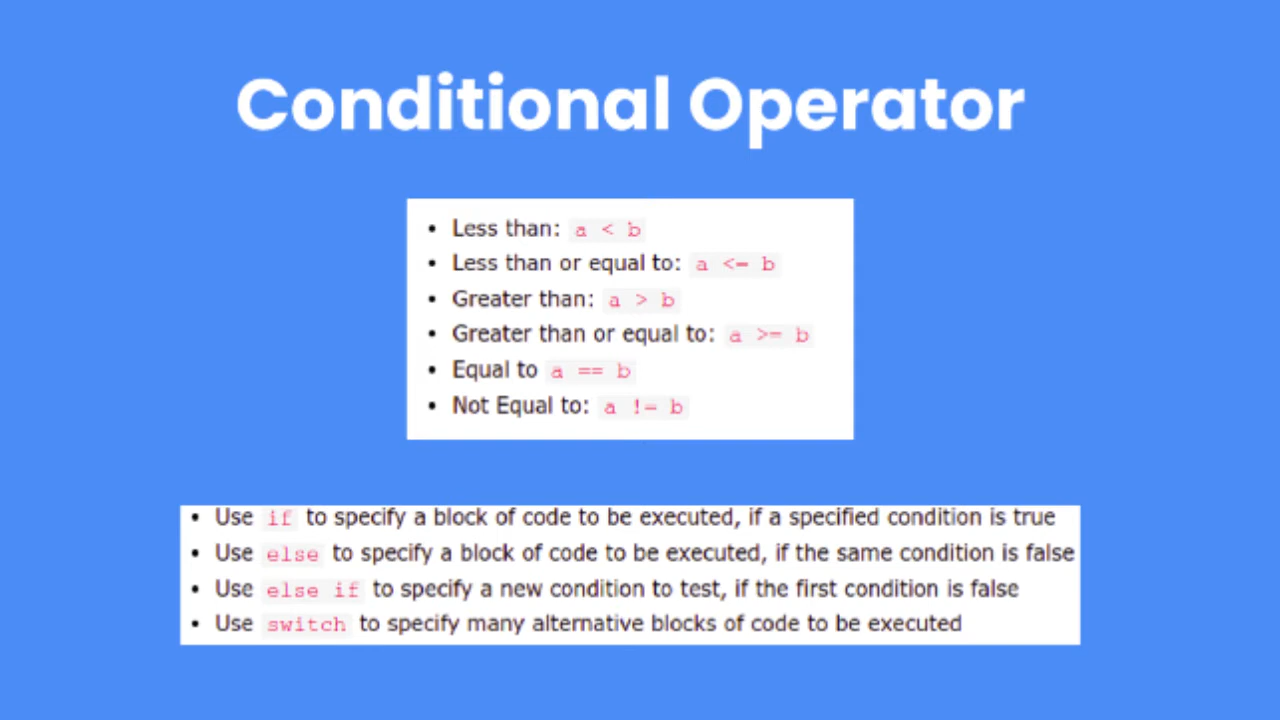 Conditional Operator
• Less than: a < b
• Less than or equal to: a <= b
• Greater than: a > b
• Greater than or equal to: a >= b
• Equal to a == b
• Not Equal to: a != b
• Use if to specify a block of code to be executed, if a specified condition is true
• Use else to specify a block of code to be executed, if the same condition is false
• Use else if to specify a new condition to test, if the first condition is false
• Use switch to specify many alternative blocks of code to be executed